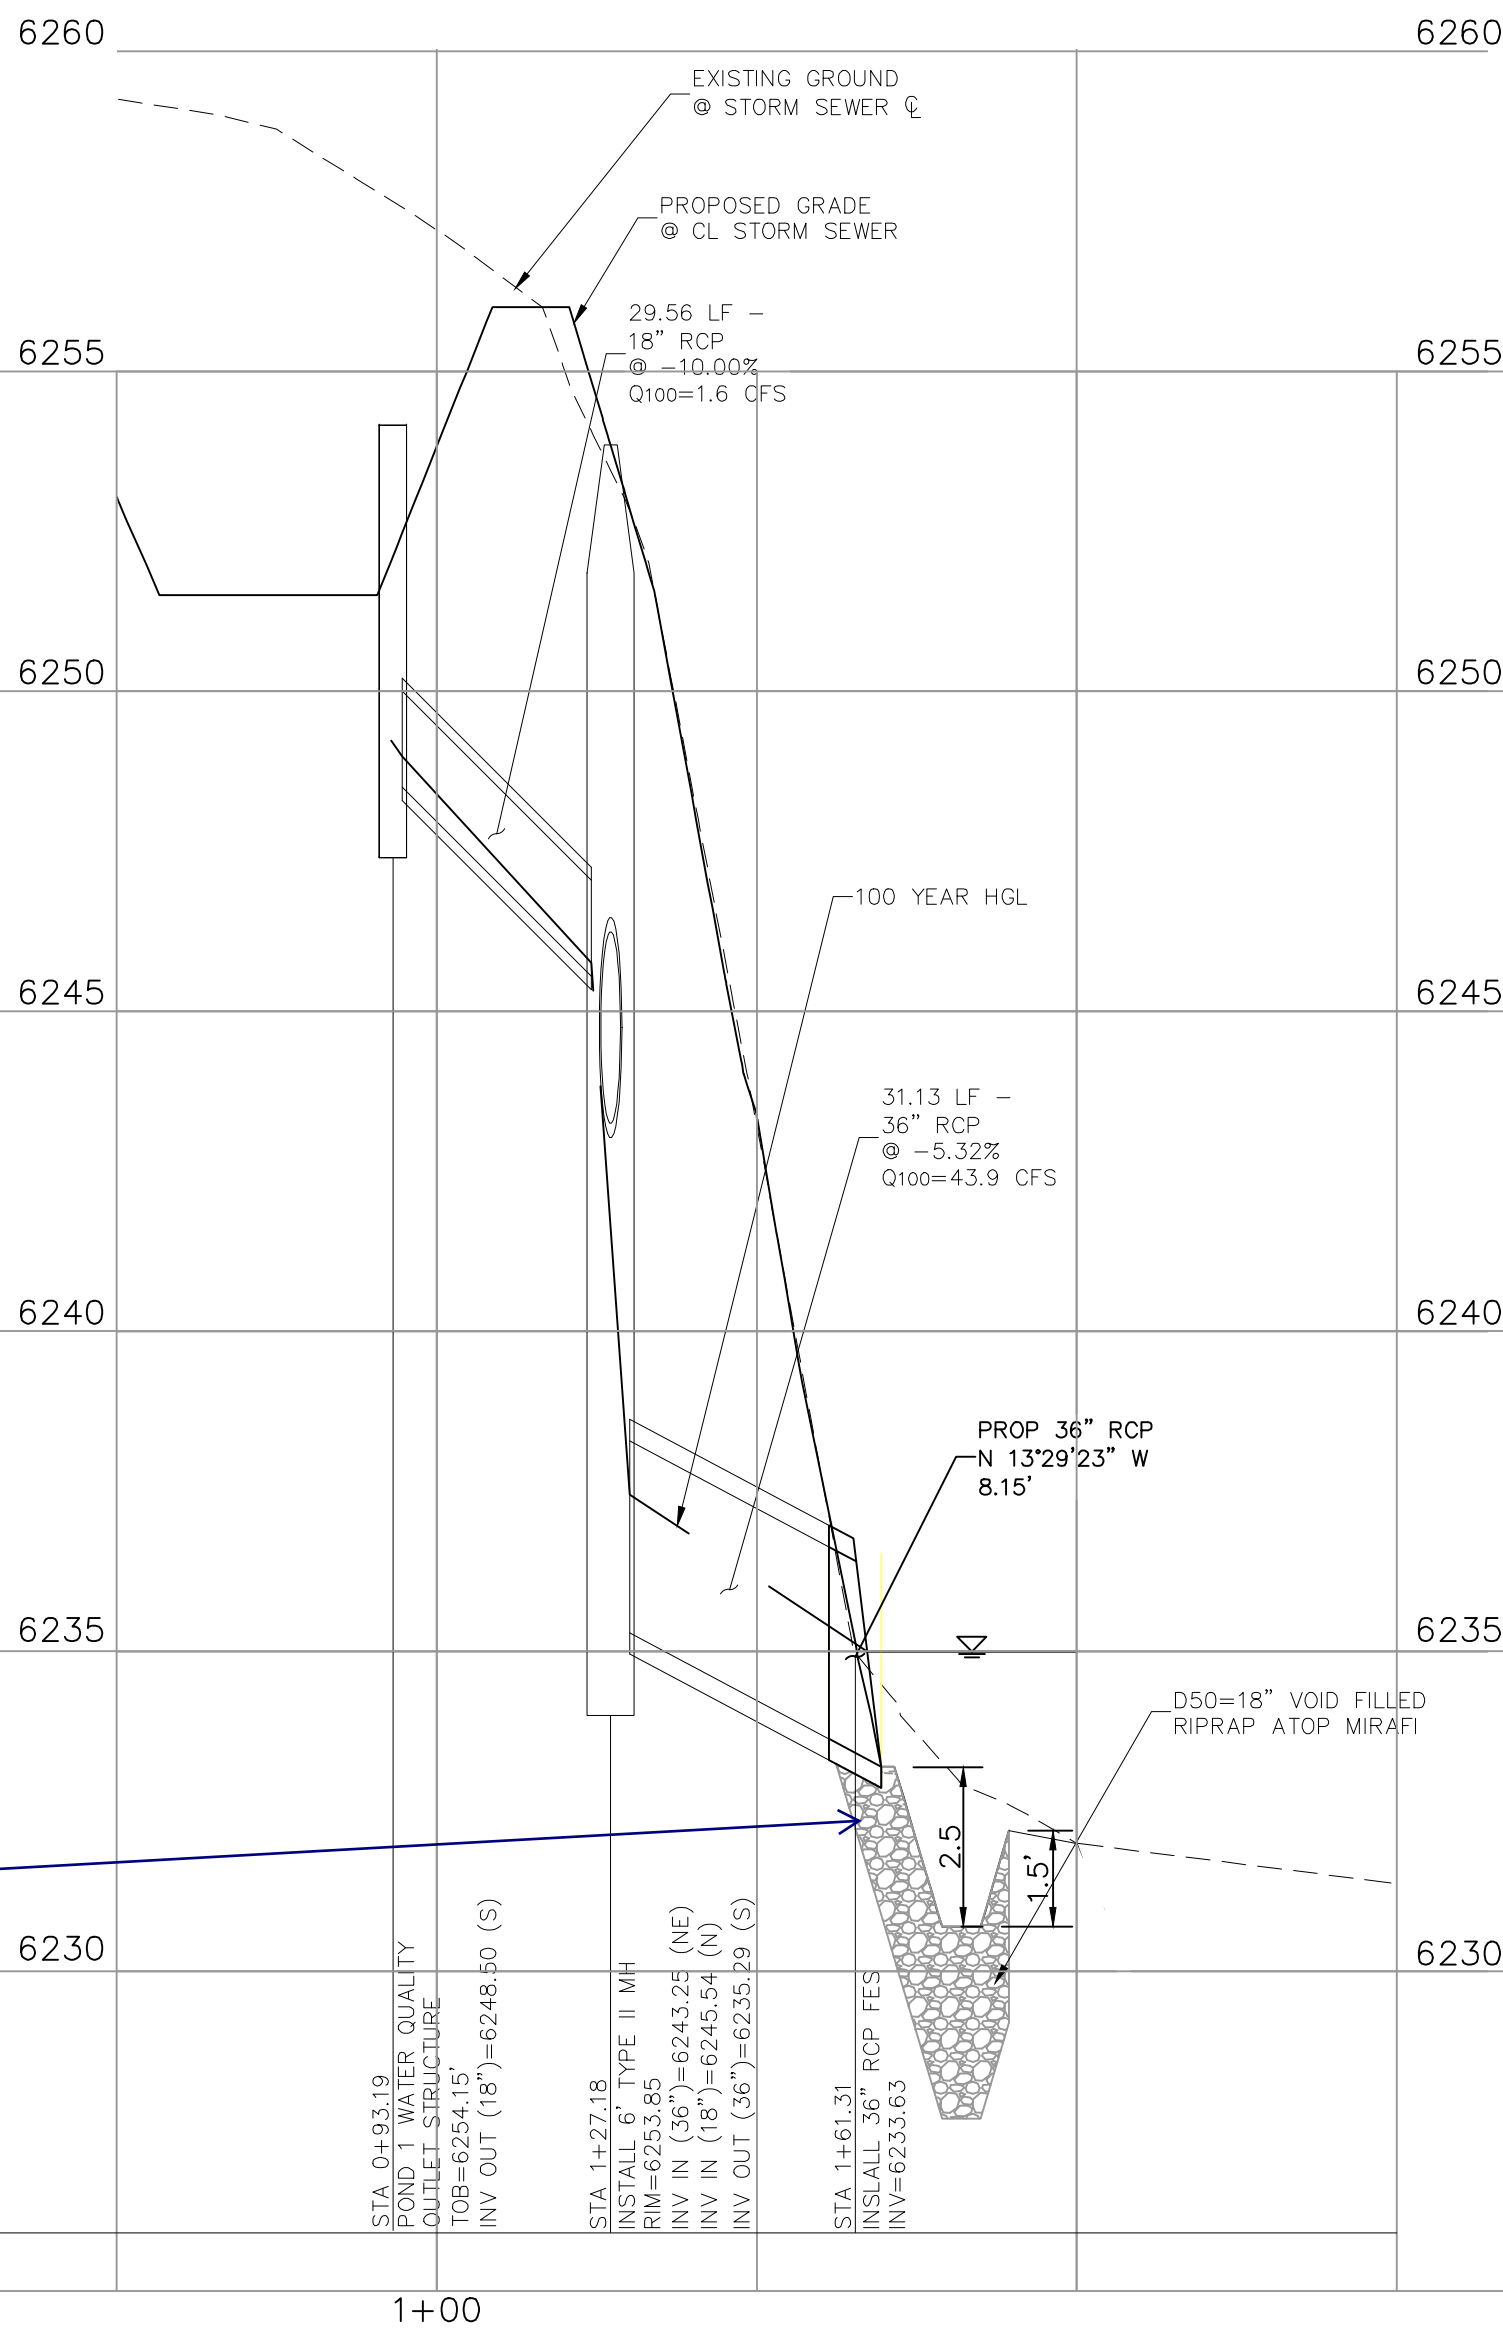 6260
6260
EXISTING GROUND
@ STORM SEWER ℄
PROPOSED GRADE
@ CL STORM SEWER
29.56 LF –
18" RCP
@ –10.00%
Q100=1.6 CFS
6255
6255
6250
6250
100 YEAR HGL
6245
6245
31.13 LF –
36" RCP
@ –5.32%
Q100=43.9 CFS
6240
6240
PROP 36" RCP
N 13°29'23" W
8.15'
6235
6235
D50=18" VOID FILLED
RIPRAP ATOP MIRAFI
2.5
1.5'
6230
6230
STA 0+93.19
POND 1 WATER QUALITY
OUTLET STRUCTURE
TOB=6254.15'
INV OUT (18")=6248.50 (S)
STA 1+27.18
INSTALL 6' TYPE II MH
RIM=6253.85
INV IN (36")=6243.25 (NE)
INV IN (18")=6245.54 (N)
INV OUT (36")=6235.29 (S)
STA 1+61.31
INSLALL 36" RCP FES
INV=6233.63
1+00